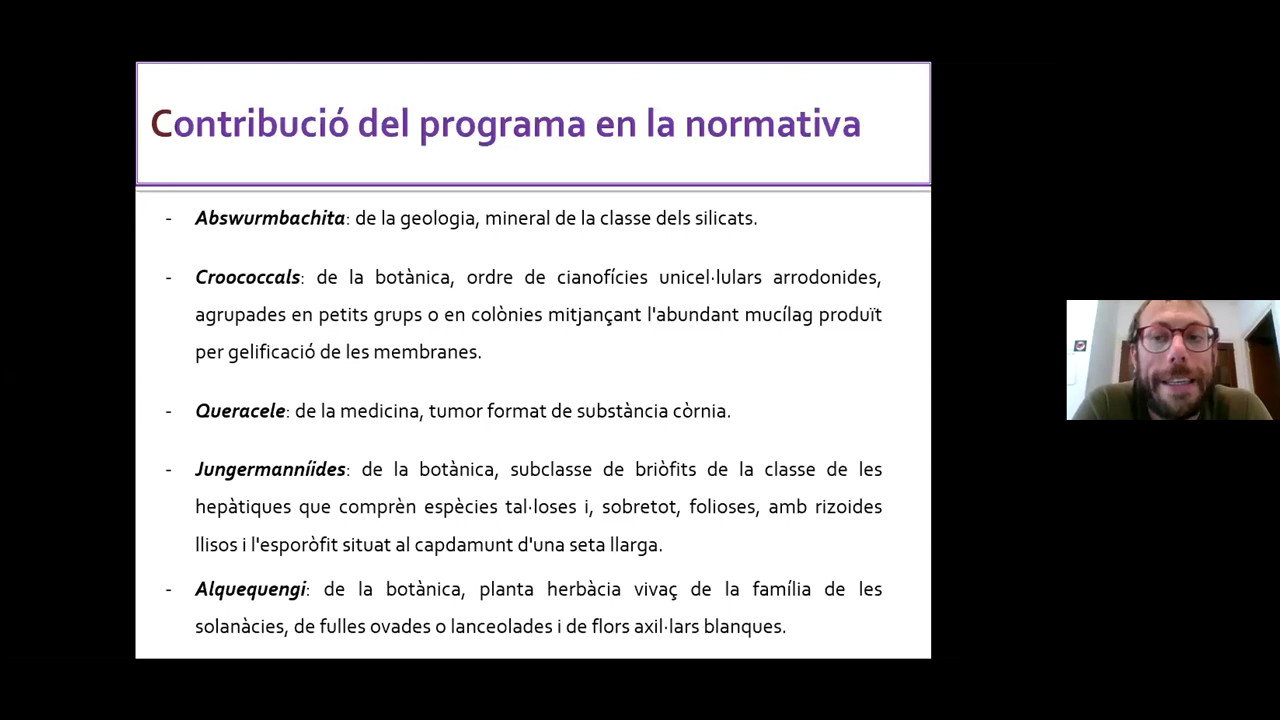 Contribució del programa en la normativa
- Abswurmbachita: de la geologia, mineral de la classe dels silicats.
- Croococcals: de la botànica, ordre de cianofícies unicel·lulars arrodonides,
agrupades en petits grups o en colònies mitjançant l'abundant mucílag produït
per gelificació de les membranes.
- Queracele: de la medicina, tumor format de substància còrnia.
- Jungermanníides: de la botànica, subclasse de briòfits de la classe de les
hepàtiques que comprèn espècies tal·loses i, sobretot, folioses, amb rizoides
llisos i l'esporòfit situat al capdamunt d'una seta llarga.
- Alquequengi: de la botànica, planta herbàcia vivaç de la família de les
solanàcies, de fulles ovades o lanceolades i de flors axil·lars blanques.